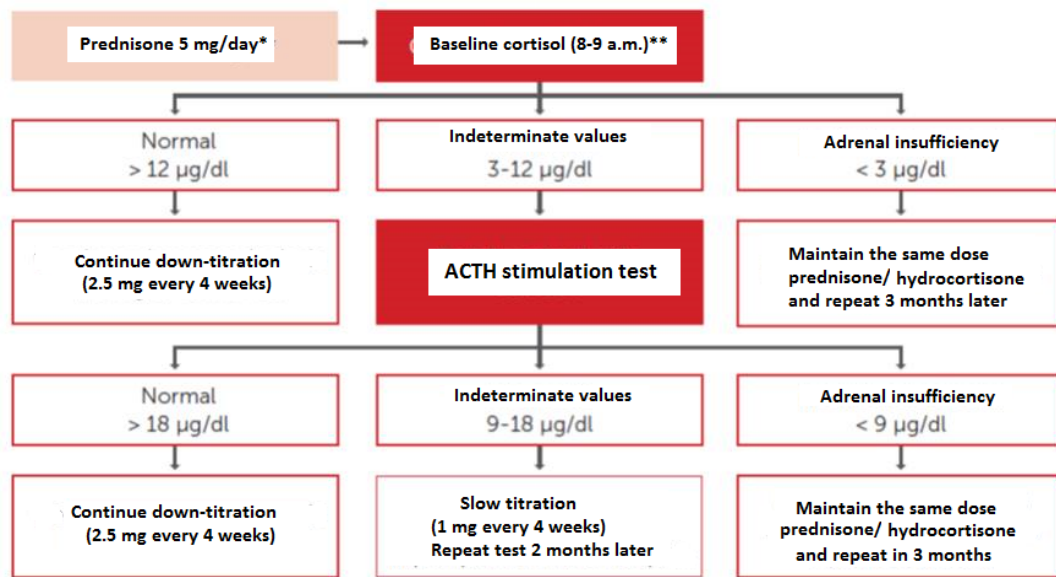 Prednisone 5 mg/day*
Baseline cortisol (8-9 a.m.)**
Normal
> 12 µg/dl
Indeterminate values
3-12 µg/dl
Adrenal insufficiency
< 3 µg/dl
Continue down-titration
(2.5 mg every 4 weeks)
ACTH stimulation test
Maintain the same dose
prednisone/ hydrocortisone
and repeat 3 months later
Normal
> 18 µg/dl
Indeterminate values
9-18 µg/dl
Adrenal insufficiency
< 9 µg/dl
Continue down-titration
(2.5 mg every 4 weeks)
Slow titration
(1 mg every 4 weeks)
Repeat test 2 months later
Maintain the same dose
prednisone/ hydrocortisone
and repeat in 3 months